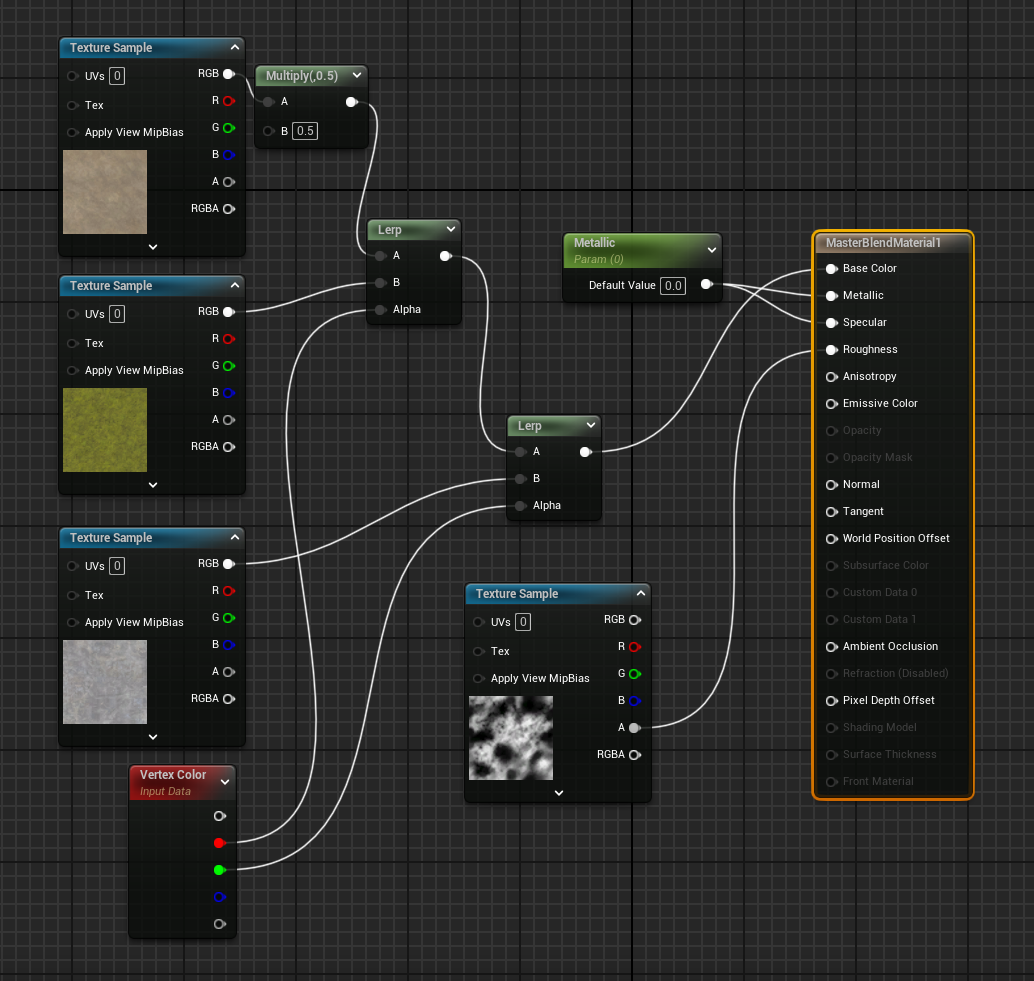 Texture Sample
UVs 0
RGB
R
Tex
G
Apply View MipBias
B
A
RGBA
Multiply(,0.5)
A
B 0.5
Lerp
A
B
Alpha
Metallic
Param (0)
Default Value 0.0
MasterBlendMaterial1
Base Color
Metallic
Specular
Roughness
Anisotropy
Emissive Color
Opacity
Opacity Mask
Normal
Tangent
World Position Offset
Subsurface Color
Custom Data 0
Custom Data 1
Ambient Occlusion
Refraction (Disabled)
Pixel Depth Offset
Shading Model
Surface Thickness
Front Material
Texture Sample
UVs 0
RGB
R
Tex
G
Apply View MipBias
B
A
RGBA
Lerp
A
B
Alpha
Texture Sample
UVs 0
RGB
R
Tex
G
Apply View MipBias
B
A
RGBA
Texture Sample
UVs 0
RGB
R
Tex
G
Apply View MipBias
B
A
RGBA
Vertex Color
Input Data